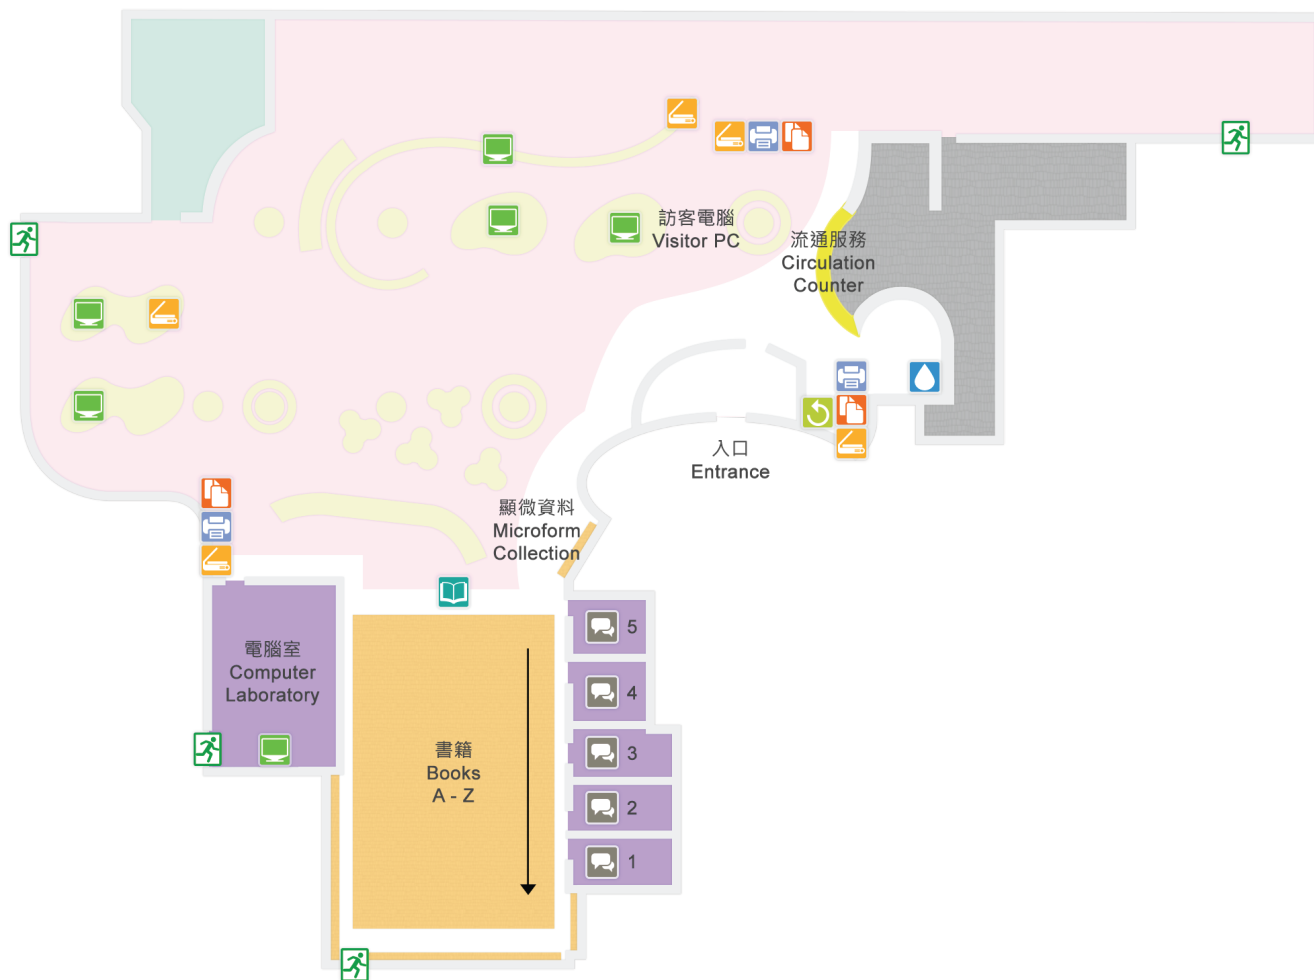 訪客電腦
Visitor PC
流通服務
Circulation
Counter
入口
Entrance
顯微資料
Microform
Collection
電腦室
Computer
Laboratory
書籍
Books
A - Z
5
4
3
2
1